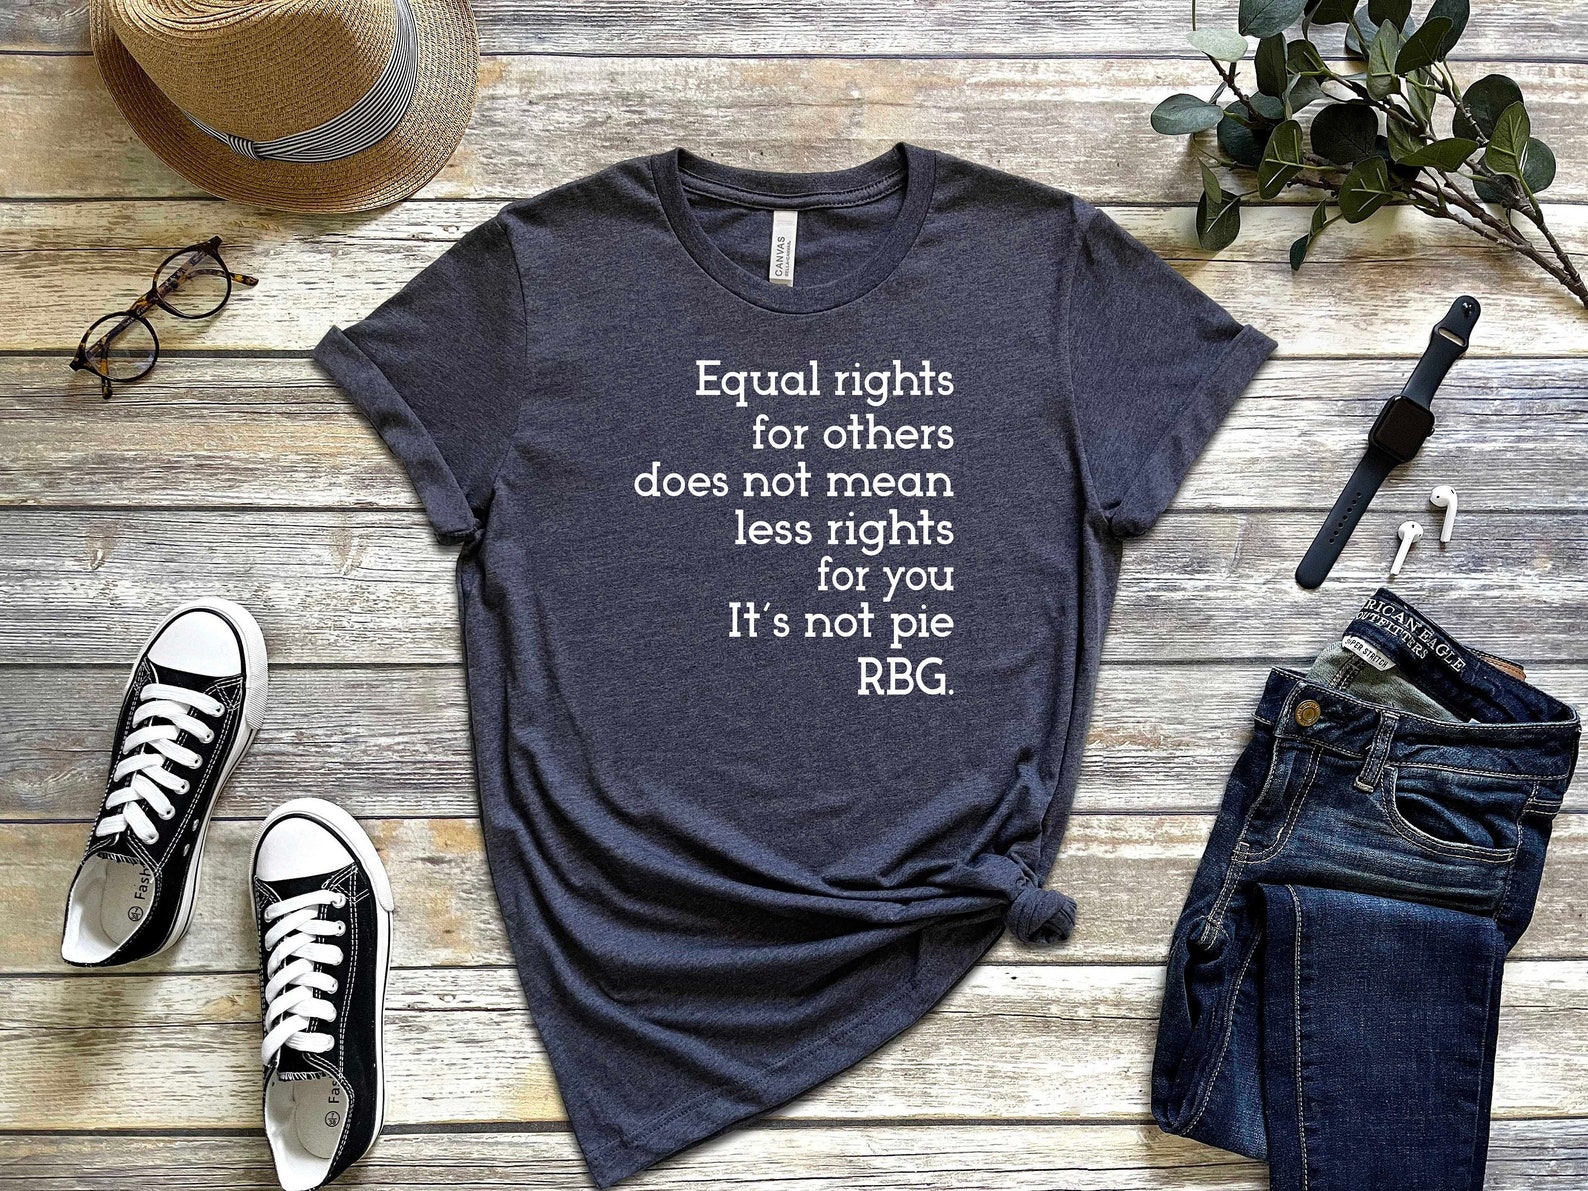 CANVAS
BELLA+CANVAS.
Equal rights
for others
does not mean
less rights
for you
It's not pie
RBG.
RICAN EAGLE
OUTFITTERS
SUPER STRETCH
Fash
Fa